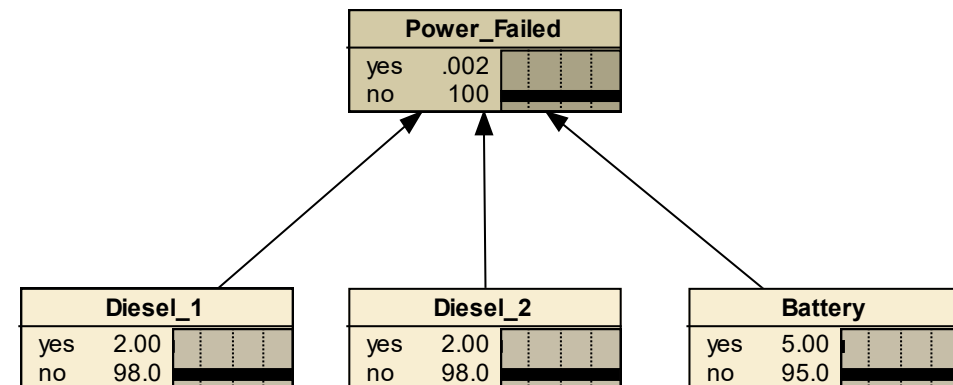 Power_Failed
yes .002
no 100
Diesel_1
yes 2.00
no 98.0
Diesel_2
yes 2.00
no 98.0
Battery
yes 5.00
no 95.0